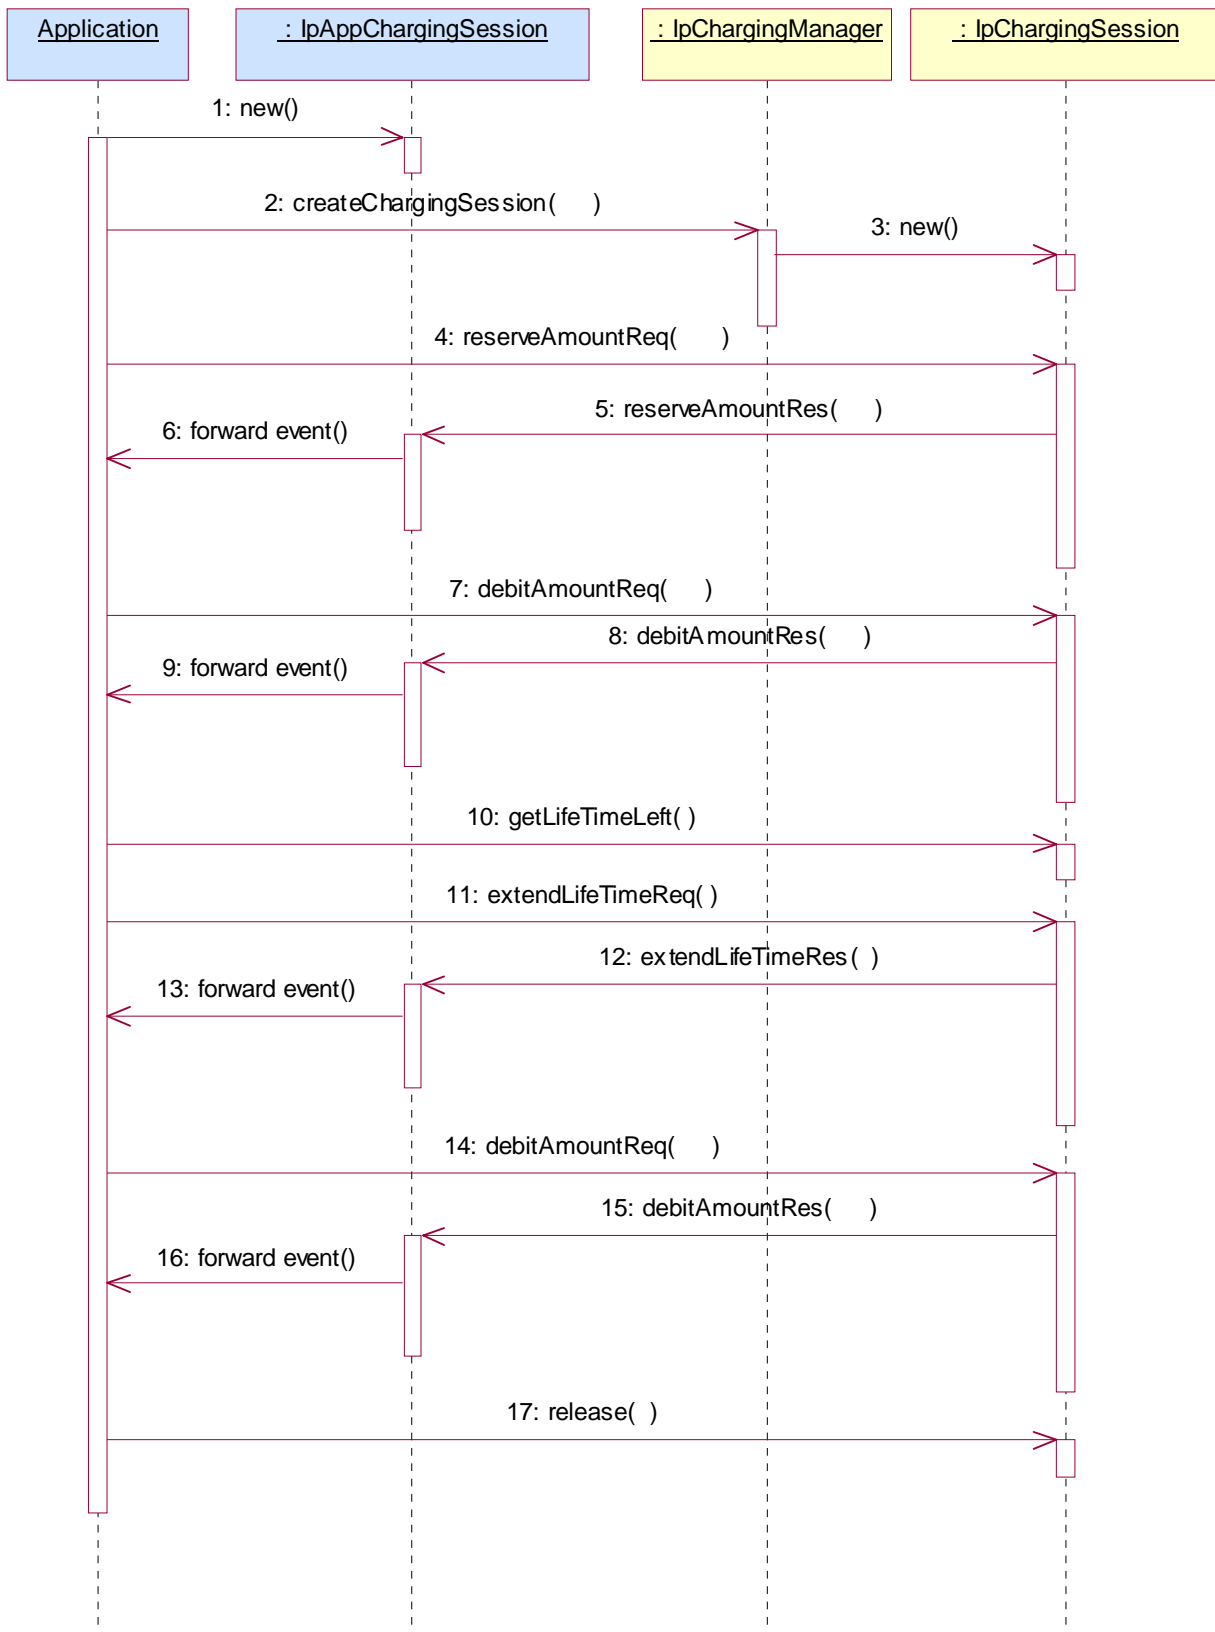 Application
: IpAppChargingSession
: IpChargingManager
: IpChargingSession
1: new()
2: createChargingSession( )
3: new()
4: reserveAmountReq( )
5: reserveAmountRes( )
6: forward event()
7: debitAmountReq( )
8: debitAmountRes( )
9: forward event()
10: getLifeTimeLeft( )
11: extendLifeTimeReq( )
12: extendLifeTimeRes( )
13: forward event()
14: debitAmountReq( )
15: debitAmountRes( )
16: forward event()
17: release( )